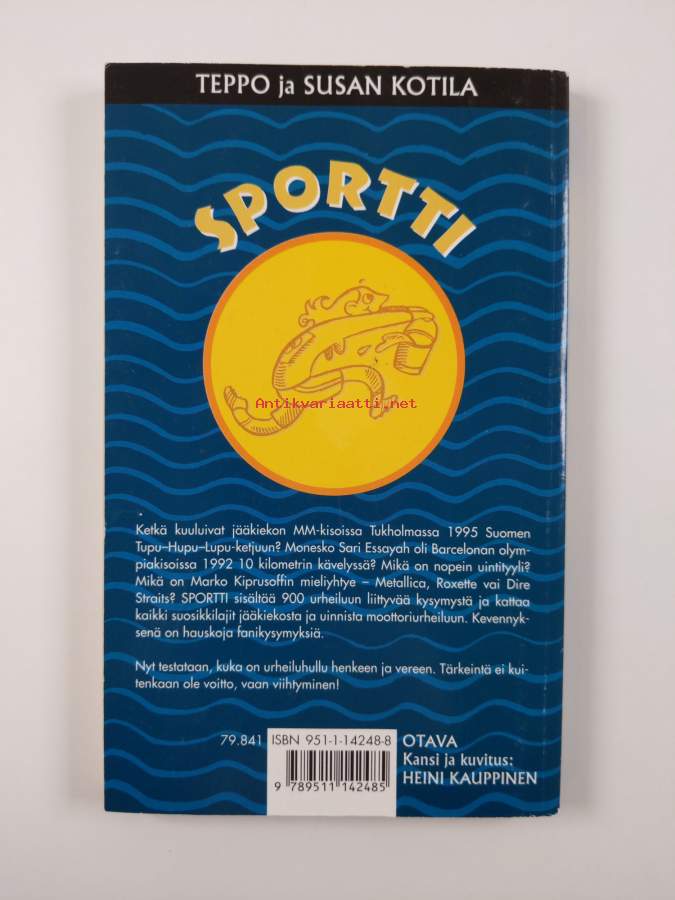 TEPPO ja SUSAN KOTILA
SPORTTI
Antikvariaatti.net
Ketkä kuuluivat jääkiekon MM-kisoissa Tukholmassa 1995 Suomen
Tupu–Hupu–Lupu-ketjuun? Monesko Sari Essayah oli Barcelonan olym-
piakisoissa 1992 10 kilometrin kävelyssä? Mikä on nopein uintityyli?
Mikä on Marko Kiprusoffin mieliyhtye – Metallica, Roxette vai Dire
Straits? SPORTTI sisältää 900 urheiluun liittyvää kysymystä ja kattaa
kaikki suosikkilajit jääkiekosta ja uinnista moottoriurheiluun. Kevennyk-
senä on hauskoja fanikysymyksiä.
Nyt testataan, kuka on urheiluhullu henkeen ja vereen. Tärkeintä ei kui-
tenkaan ole voitto, vaan viihtyminen!
79.841 ISBN 951-1-14248-8 OTAVA
Kansi ja kuvitus:
HEINI KAUPPINEN
9 789511 142485